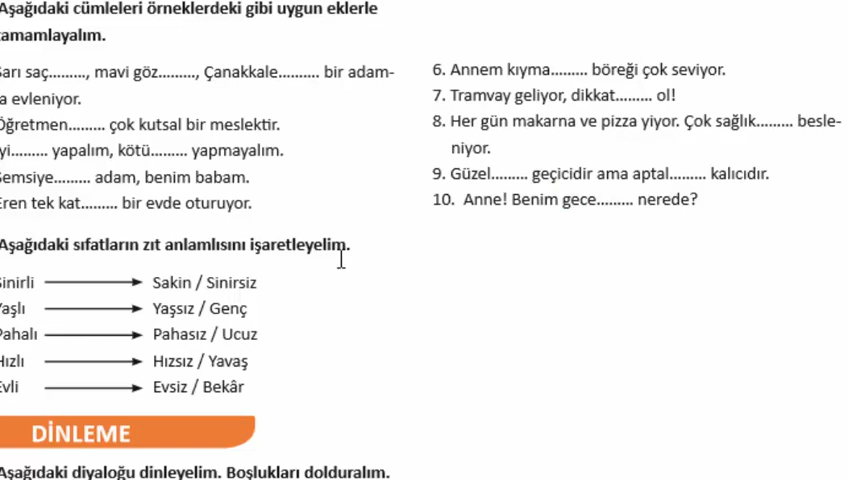 Aşağıdaki cümleleri örneklerdeki gibi uygun eklerle
tamamlayalım.
Sarı saç........., mavi göz........., Çanakkale.......... bir adam-
a evleniyor.
Öğretmen......... çok kutsal bir meslektir.
yi......... yapalım, kötü......... yapmayalım.
Şemsiye......... adam, benim babam.
Eren tek kat......... bir evde oturuyor.
6. Annem kıyma......... böreği çok seviyor.
7. Tramvay geliyor, dikkat......... ol!
8. Her gün makarna ve pizza yiyor. Çok sağlık......... besle-
niyor.
9. Güzel......... geçicidir ama aptal......... kalıcıdır.
10. Anne! Benim gece......... nerede?
Aşağıdaki sıfatların zıt anlamlısını işaretleyelim.
Sinirli Sakin / Sinirsiz
Yaşlı Yaşsız / Genç
Pahalı Pahasız / Ucuz
Hızlı Hızsız / Yavaş
Evli Evsiz / Bekâr
DİNLEME
Aşağıdaki diyaloğu dinleyelim. Boşlukları dolduralım.